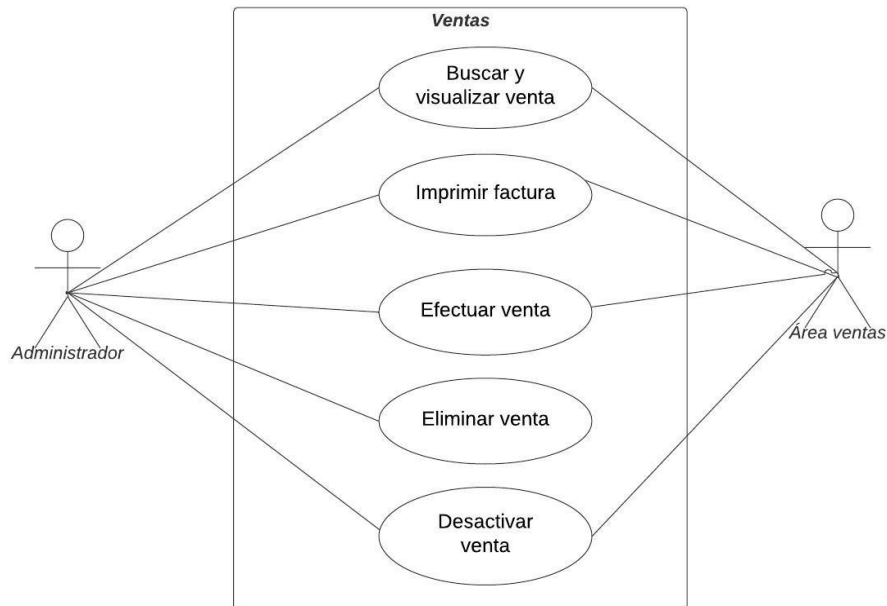 Ventas
Buscar y
visualizar venta
Imprimir factura
Efectuar venta
Administrador
Área ventas
Eliminar venta
Desactivar
venta